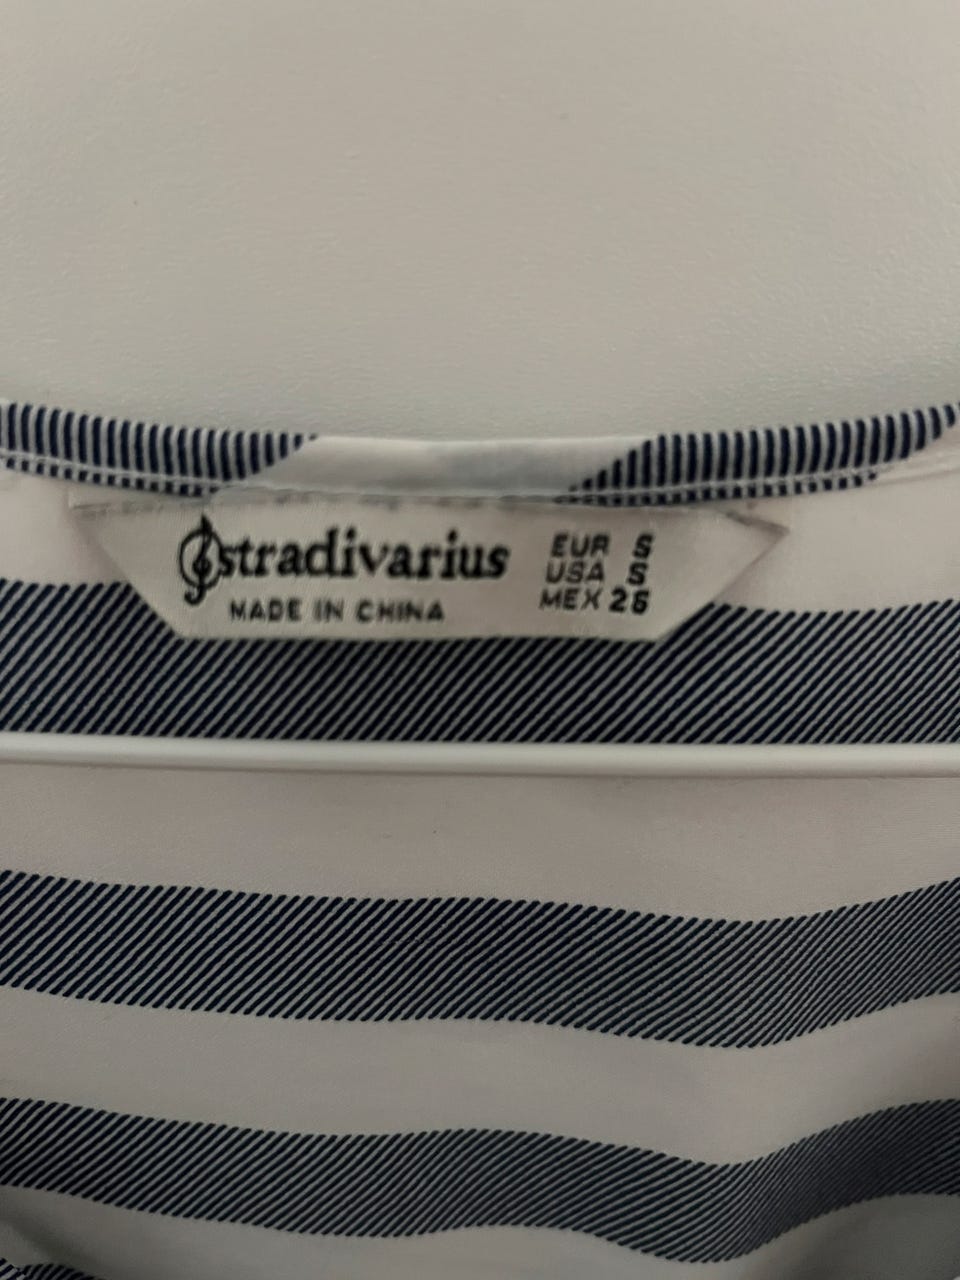 stradivarius
MADE IN CHINA
EUR S
USA S
MEX 26